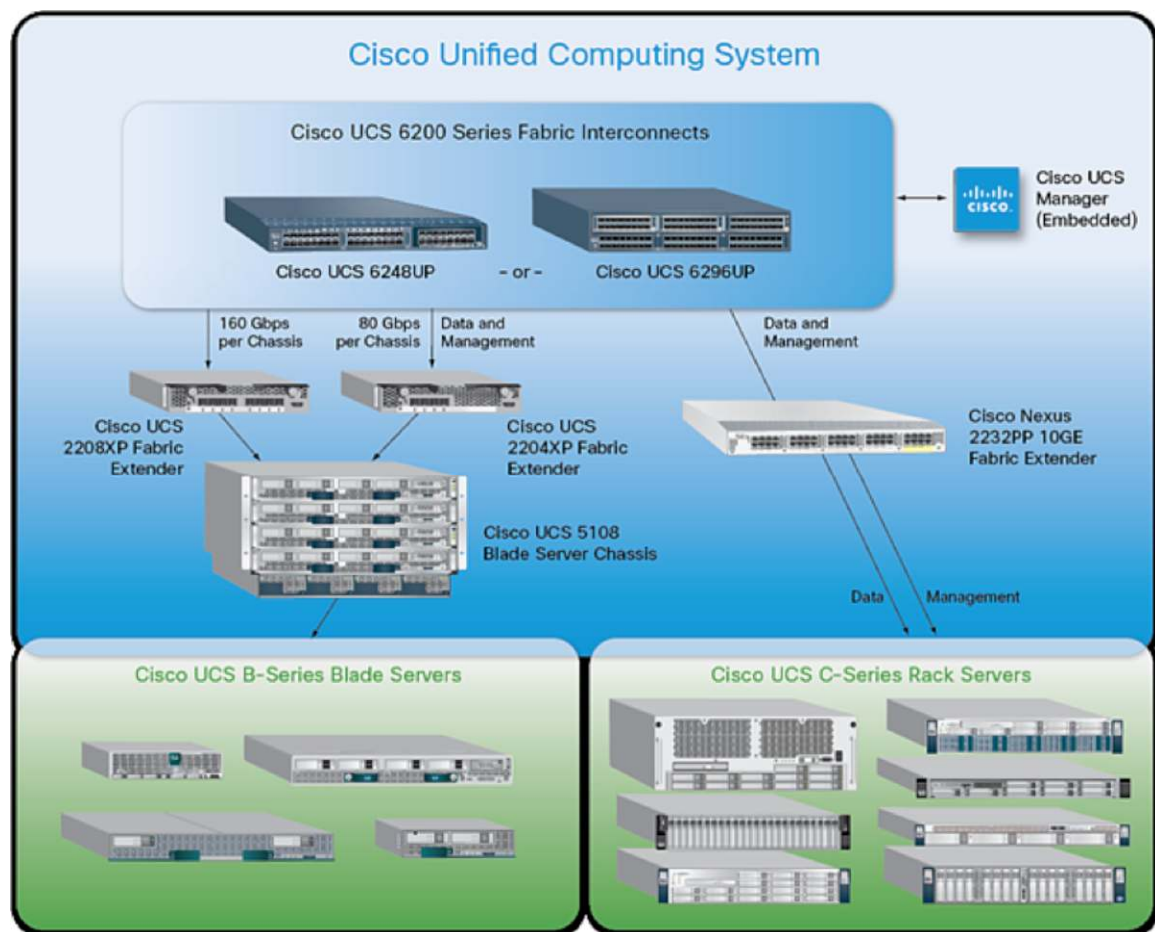 Cisco Unified Computing System
Cisco UCS 6200 Series Fabric Interconnects
Cisco UCS 6248UP
- or -
Cisco UCS 6296UP
CISCO
Cisco UCS
Manager
(Embedded)
160 Gbps
per Chassis
80 Gbps
per Chassis
Data and
Management
Data and
Management
Cisco UCS
2208XP Fabric
Extender
Cisco UCS
2204XP Fabric
Extender
Cisco Nexus
2232PP 10GE
Fabric Extender
Cisco UCS 5108
Blade Server Chassis
Data
Management
Cisco UCS B-Series Blade Servers
Cisco UCS C-Series Rack Servers